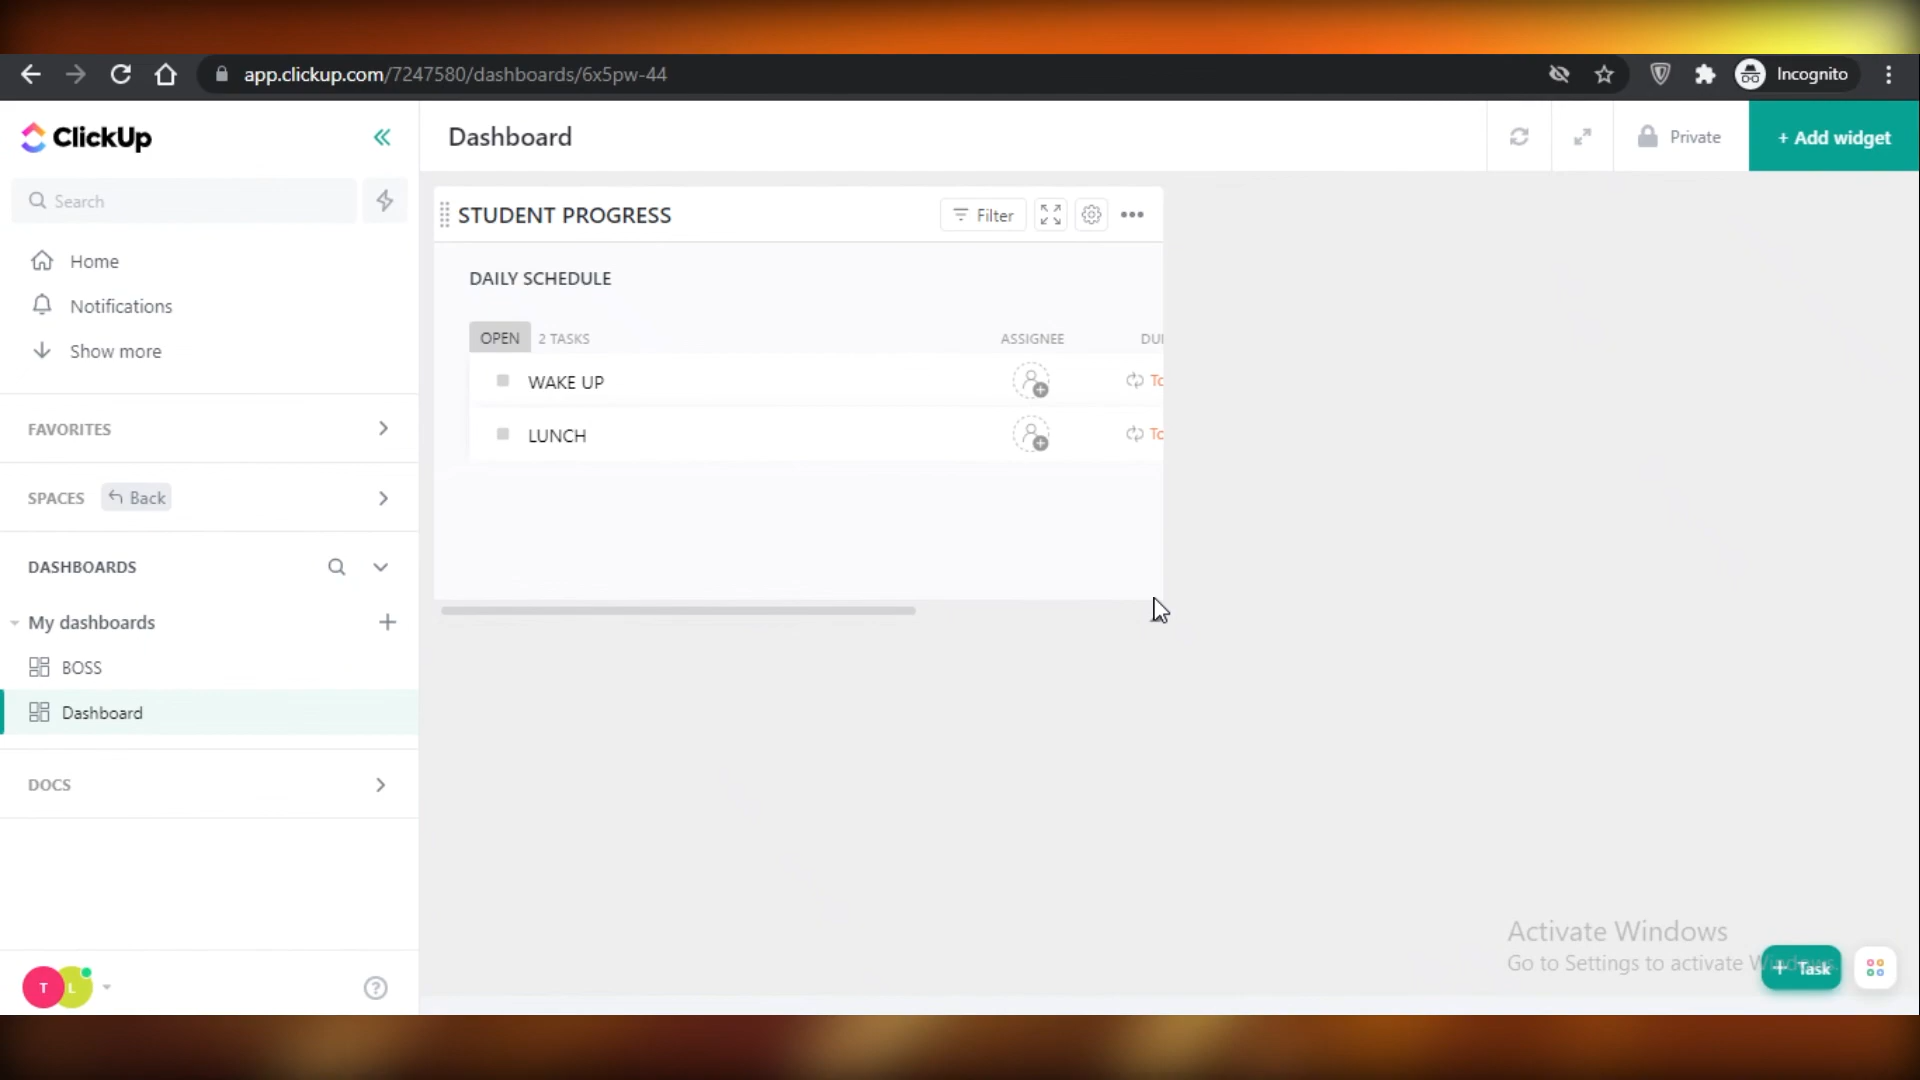 app.clickup.com/7247580/dashboards/6x5pw-44
Incognito
ClickUp
Dashboard
Private
+ Add widget
Search
STUDENT PROGRESS
Filter
Home
DAILY SCHEDULE
Notifications
OPEN 2 TASKS ASSIGNEE DUE
Show more
WAKE UP
FAVORITES
LUNCH
SPACES Back
DASHBOARDS
My dashboards
BOSS
Dashboard
DOCS
Activate Windows
Go to Settings to activate Windows.
+ Task
T L